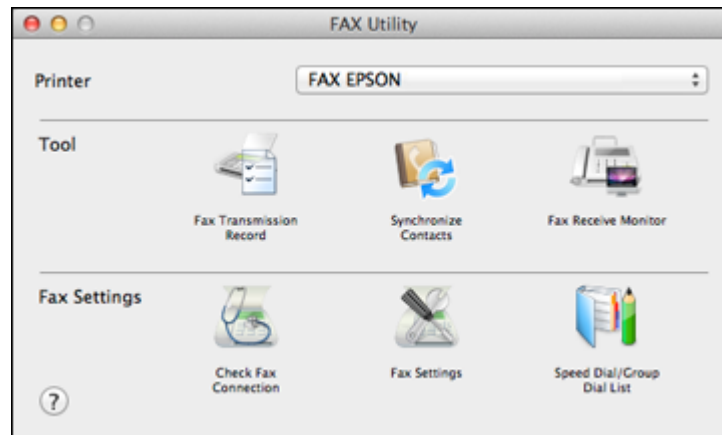 FAX Utility
Printer
FAX EPSON
Tool
Fax Transmission
Record
Synchronize
Contacts
Fax Receive Monitor
Fax Settings
Check Fax
Connection
Fax Settings
Speed Dial/Group
Dial List
?